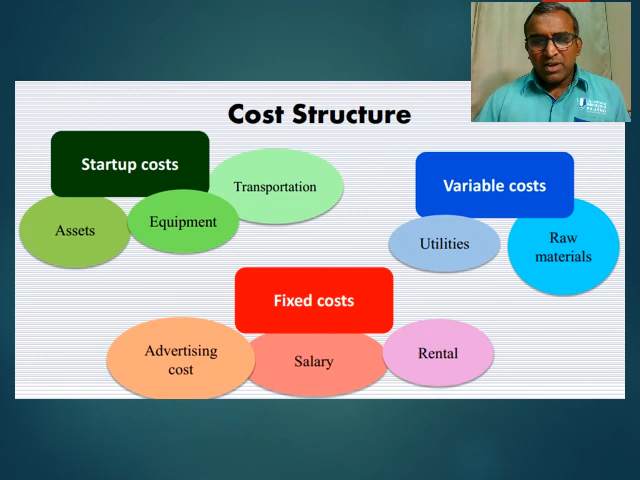 Cost Structure
Startup costs
Transportation
Assets
Equipment
Variable costs
Utilities
Raw
materials
Fixed costs
Advertising
cost
Salary
Rental